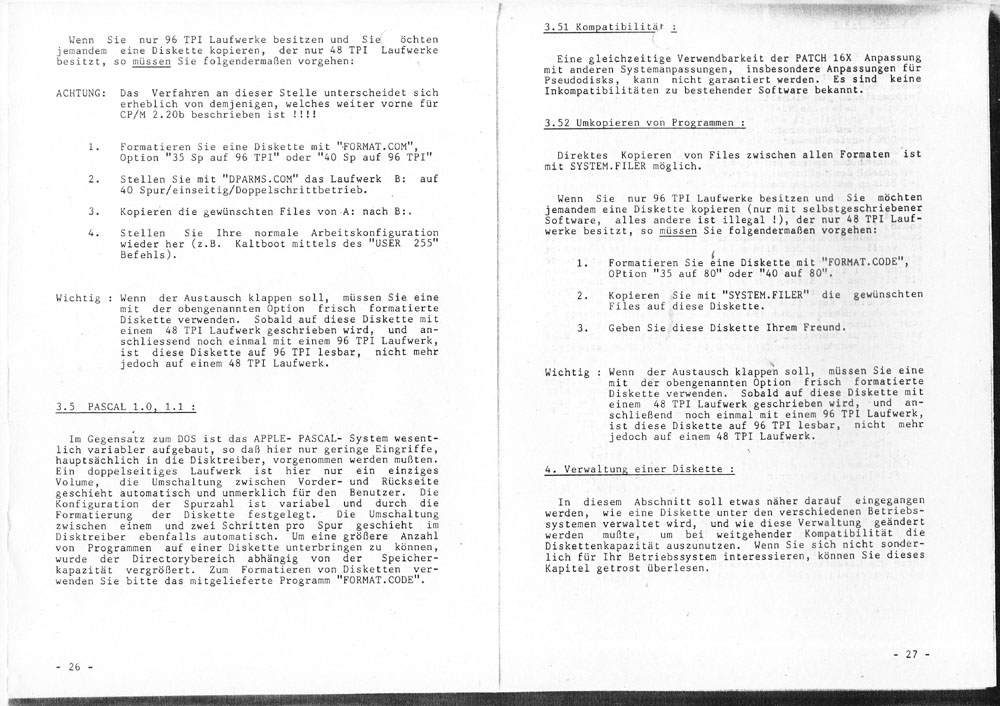 Wenn Sie nur 96 TPI Laufwerke besitzen und Sie öchten
jemandem eine Diskette kopieren, der nur 48 TPI Laufwerke
besitzt, so müssen Sie folgendermaßen vorgehen:
ACHTUNG: Das Verfahren an dieser Stelle unterscheidet sich
erheblich von demjenigen, welches weiter vorne für
CP/M 2.20b beschrieben ist !!!!
1. Formatieren Sie eine Diskette mit "FORMAT.COM",
Option "35 Sp auf 96 TPI" oder "40 Sp auf 96 TPI"
2. Stellen Sie mit "DPARMS.COM" das Laufwerk B: auf
40 Spur/einseitig/Doppelschrittbetrieb.
3. Kopieren die gewünschten Files von A: nach B:.
4. Stellen Sie Ihre normale Arbeitskonfiguration
wieder her (z.B. Kaltboot mittels des "USER 255"
Befehls).
Wichtig : Wenn der Austausch klappen soll, müssen Sie eine
mit der obengenannten Option frisch formatierte
Diskette verwenden. Sobald auf diese Diskette mit
einem 48 TPI Laufwerk geschrieben wird, und an-
schliessend noch einmal mit einem 96 TPI Laufwerk,
ist diese Diskette auf 96 TPI lesbar, nicht mehr
jedoch auf einem 48 TPI Laufwerk.
3.5 PASCAL 1.0, 1.1 :
Im Gegensatz zum DOS ist das APPLE- PASCAL- System wesent-
lich variabler aufgebaut, so daß hier nur geringe Eingriffe,
hauptsächlich in die Disktreiber, vorgenommen werden mußten.
Ein doppelseitiges Laufwerk ist hier nur ein einziges
Volume, die Umschaltung zwischen Vorder- und Rückseite
geschieht automatisch und unmerklich für den Benutzer. Die
Konfiguration der Spurzahl ist variabel und durch die
Formatierung der Diskette festgelegt. Die Umschaltung
zwischen einem und zwei Schritten pro Spur geschieht im
Disktreiber ebenfalls automatisch. Um eine größere Anzahl
von Programmen auf einer Diskette unterbringen zu können,
wurde der Directorybereich abhängig von der Speicher-
kapazität vergrößert. Zum Formatieren von Disketten ver-
wenden Sie bitte das mitgelieferte Programm "FORMAT.CODE".
- 26 -
3.51 Kompatibilität :
Eine gleichzeitige Verwendbarkeit der PATCH 16X Anpassung
mit anderen Systemanpassungen, insbesondere Anpassungen für
Pseudodisks, kann nicht garantiert werden. Es sind keine
Inkompatibilitäten zu bestehender Software bekannt.
3.52 Umkopieren von Programmen :
Direktes Kopieren von Files zwischen allen Formaten ist
mit SYSTEM.FILER möglich.
Wenn Sie nur 96 TPI Laufwerke besitzen und Sie möchten
jemandem eine Diskette kopieren (nur mit selbstgeschriebener
Software, alles andere ist illegal !), der nur 48 TPI Lauf-
werke besitzt, so müssen Sie folgendermaßen vorgehen:
1. Formatieren Sie eine Diskette mit "FORMAT.CODE",
OPtion "35 auf 80" oder "40 auf 80".
2. Kopieren Sie mit "SYSTEM.FILER" die gewünschten
Files auf diese Diskette.
3. Geben Sie diese Diskette Ihrem Freund.
Wichtig : Wenn der Austausch klappen soll, müssen Sie eine
mit der obengenannten Option frisch formatierte
Diskette verwenden. Sobald auf diese Diskette mit
einem 48 TPI Laufwerk geschrieben wird, und an-
schließend noch einmal mit einem 96 TPI Laufwerk,
ist diese Diskette auf 96 TPI lesbar, nicht mehr
jedoch auf einem 48 TPI Laufwerk.
4. Verwaltung einer Diskette :
In diesem Abschnitt soll etwas näher darauf eingegangen
werden, wie eine Diskette unter den verschiedenen Betriebs-
systemen verwaltet wird, und wie diese Verwaltung geändert
werden mußte, um bei weitgehender Kompatibilität die
Diskettenkapazität auszunutzen. Wenn Sie sich nicht sonder-
lich für Ihr Betriebssystem interessieren, können Sie dieses
Kapitel getrost überlesen.
- 27 -